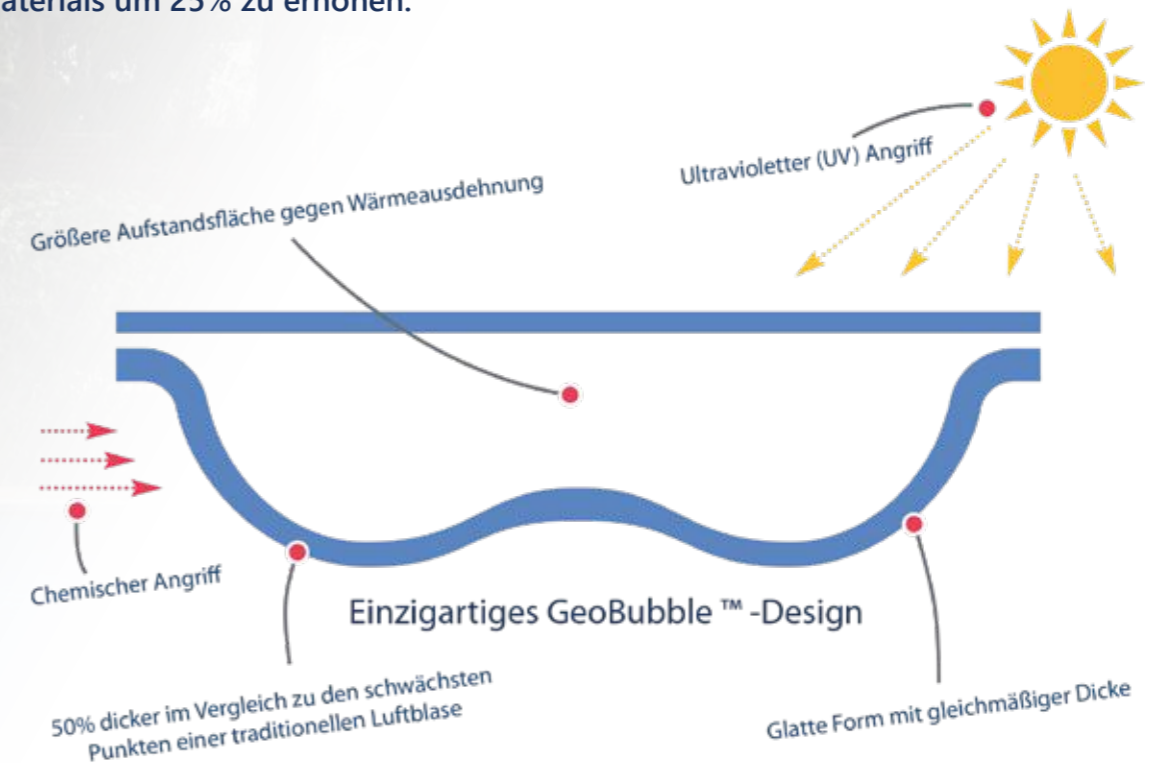 aterials um 25% zu erhöhen.
Ultravioletter (UV) Angriff
Größere Aufstandsfläche gegen Wärmeausdehnung
Chemischer Angriff
Einzigartiges GeoBubble ™ -Design
50% dicker im Vergleich zu den schwächsten
Punkten einer traditionellen Luftblase
Glatte Form mit gleichmäßiger Dicke